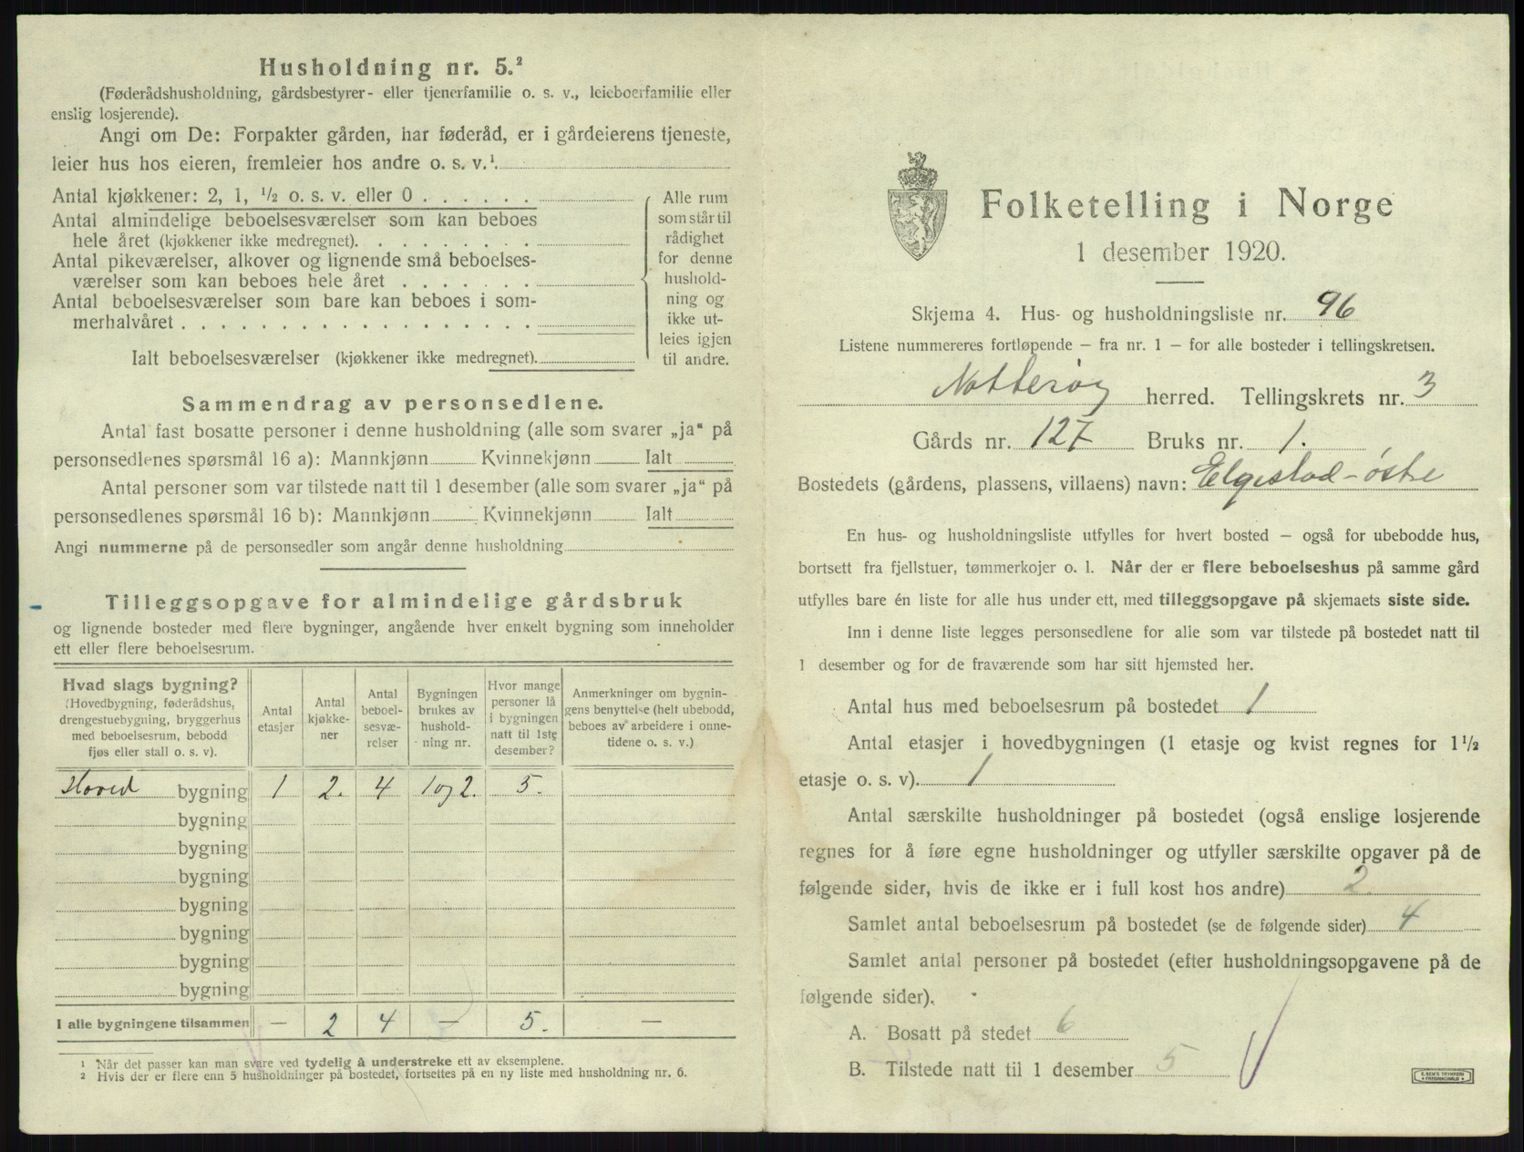 Husholdning nr. 5.²
(Føderådshusholdning, gårdsbestyrer- eller tjenerfamilie o. s. v., leieboerfamilie eller
enslig losjerende).
Angi om De: Forpakter gården, har føderåd, er i gårdeierens tjeneste,
leier hus hos eieren, fremleier hos andre o. s. v.¹
Antal kjøkkener: 2, 1, ½ o. s. v. eller 0
Antal almindelige beboelsesværelser som kan beboes
hele året (kjøkkener ikke medregnet).
Antal pikeværelser, alkover og lignende små beboelses-
værelser som kan beboes hele året
Antal beboelsesværelser som bare kan beboes i som-
merhalvåret
Ialt beboelsesværelser (kjøkkener ikke medregnet).
Alle rum
som står til
rådighet
for denne
hushold-
ning og
ikke ut-
leies igjen
til andre.
Sammendrag av personsedlene.
Antal fast bosatte personer i denne husholdning (alle som svarer „ja“ på
personsedlenes spørsmål 16 a): Mannkjønn Kvinnekjønn Ialt
Antal personer som var tilstede natt til 1 desember (alle som svarer „ja“ på
personsedlenes spørsmål 16 b): Mannkjønn Kvinnekjønn Ialt
Angi nummerne på de personsedler som angår denne husholdning
Tilleggsopgave for almindelige gårdsbruk
og lignende bosteder med flere bygninger, angående hver enkelt bygning som inneholder
ett eller flere beboelsesrum.
Hvad slags bygning?
(Hovedbygning, føderådshus,
drengestuebygning, bryggerhus
med beboelsesrum, bebodd
fjøs eller stall o. s. v).
Antal
etasjer
Antal
kjøkke-
ner
Antal
beboel-
sesvæ-
relser
Bygningen
brukes av
hushold-
ning nr.
Hvor mange
personer lå
i bygningen
natt til 1ste
desember?
Anmerkninger om bygnin-
gens benyttelse (helt ubebodd,
beboes av arbeidere i onne-
tidene o. s. v.)
Hoved bygning 1 2. 4 1 og 2. 5.
bygning
bygning
bygning
bygning
bygning
bygning
bygning
I alle bygningene tilsammen — 2 4 — 5. —
¹ Når det passer kan man svare ved tydelig å understreke ett av eksemplene.
² Hvis der er flere enn 5 husholdninger på bostedet, fortsettes på en ny liste med husholdning nr. 6.
Folketelling i Norge
1 desember 1920.
Skjema 4. Hus- og husholdningsliste nr. 96
Listene nummereres fortløpende – fra nr. 1 – for alle bosteder i tellingskretsen.
Nøtterøy herred. Tellingskrets nr. 3
Gårds nr. 127 Bruks nr. 1.
Bostedets (gårdens, plassens, villaens) navn: Elgestad-østre
En hus- og husholdningsliste utfylles for hvert bosted – også for ubebodde hus,
bortsett fra fjellstuer, tømmerkojer o. l. Når der er flere beboelseshus på samme gård
utfylles bare én liste for alle hus under ett, med tilleggsopgave på skjemaets siste side.
Inn i denne liste legges personsedlene for alle som var tilstede på bostedet natt til
1 desember og for de fraværende som har sitt hjemsted her.
Antal hus med beboelsesrum på bostedet 1
Antal etasjer i hovedbygningen (1 etasje og kvist regnes for 1½
etasje o. s. v). 1
Antal særskilte husholdninger på bostedet (også enslige losjerende
regnes for å føre egne husholdninger og utfyller særskilte opgaver på de
følgende sider, hvis de ikke er i full kost hos andre) 2.
Samlet antal beboelsesrum på bostedet (se de følgende sider) 4
Samlet antal personer på bostedet (efter husholdningsopgavene på de
følgende sider).
A. Bosatt på stedet 6
B. Tilstede natt til 1 desember 5